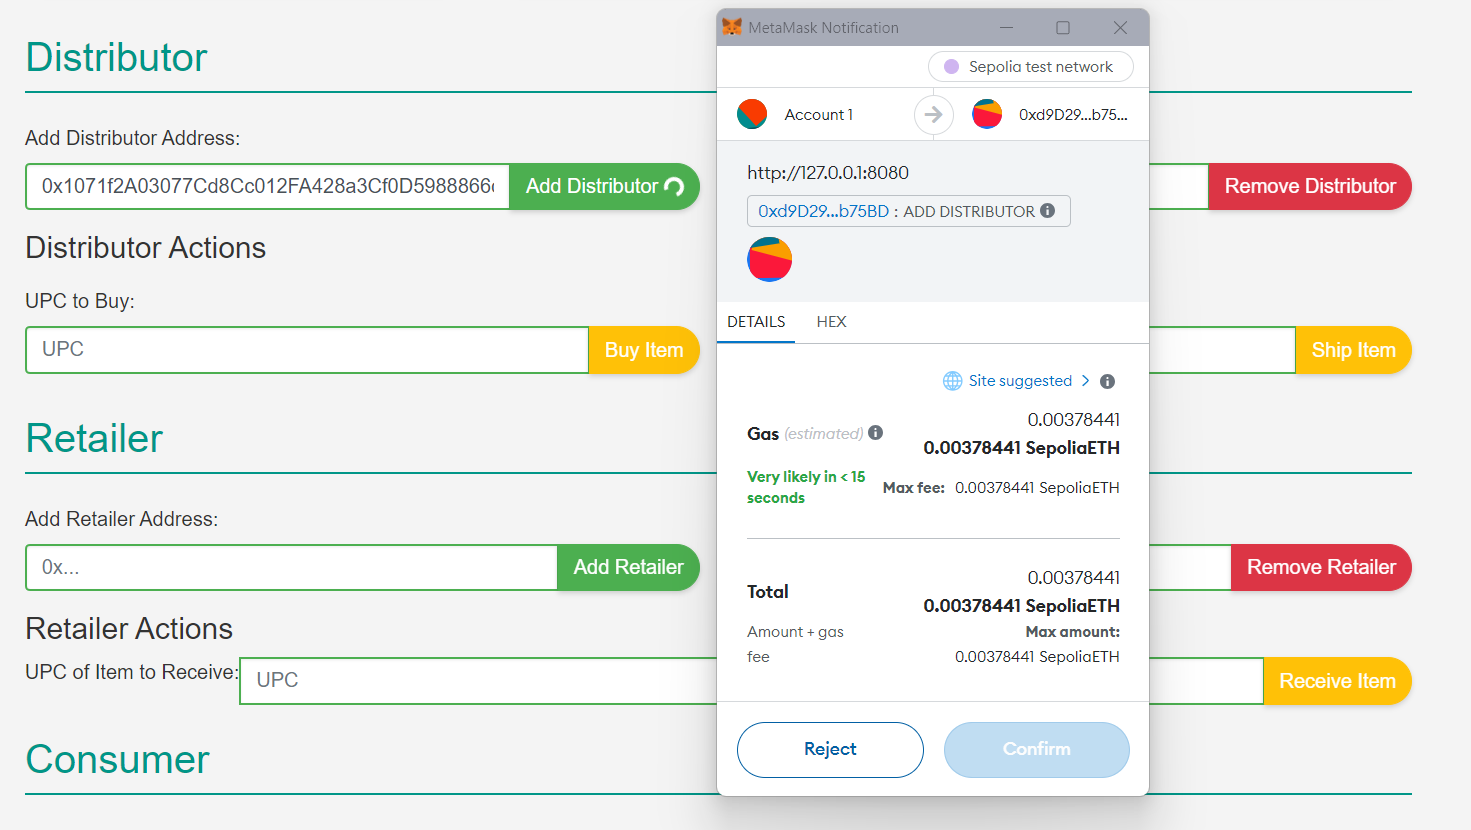 Distributor
Add Distributor Address:
0x1071f2A03077Cd8Cc012FA428a3Cf0D5988866
Add Distributor
Remove Distributor
Distributor Actions
UPC to Buy:
UPC
Buy Item
Ship Item
Retailer
Add Retailer Address:
0x...
Add Retailer
Remove Retailer
Retailer Actions
UPC of Item to Receive:
UPC
Receive Item
Consumer
MetaMask Notification
Sepolia test network
Account 1
0xd9D29...b75...
http://127.0.0.1:8080
0xd9D29...b75BD : ADD DISTRIBUTOR
DETAILS HEX
Site suggested >
0.00378441
Gas (estimated)
0.00378441 SepoliaETH
Very likely in < 15
seconds
Max fee: 0.00378441 SepoliaETH
0.00378441
Total
0.00378441 SepoliaETH
Amount + gas
fee
Max amount:
0.00378441 SepoliaETH
Reject
Confirm